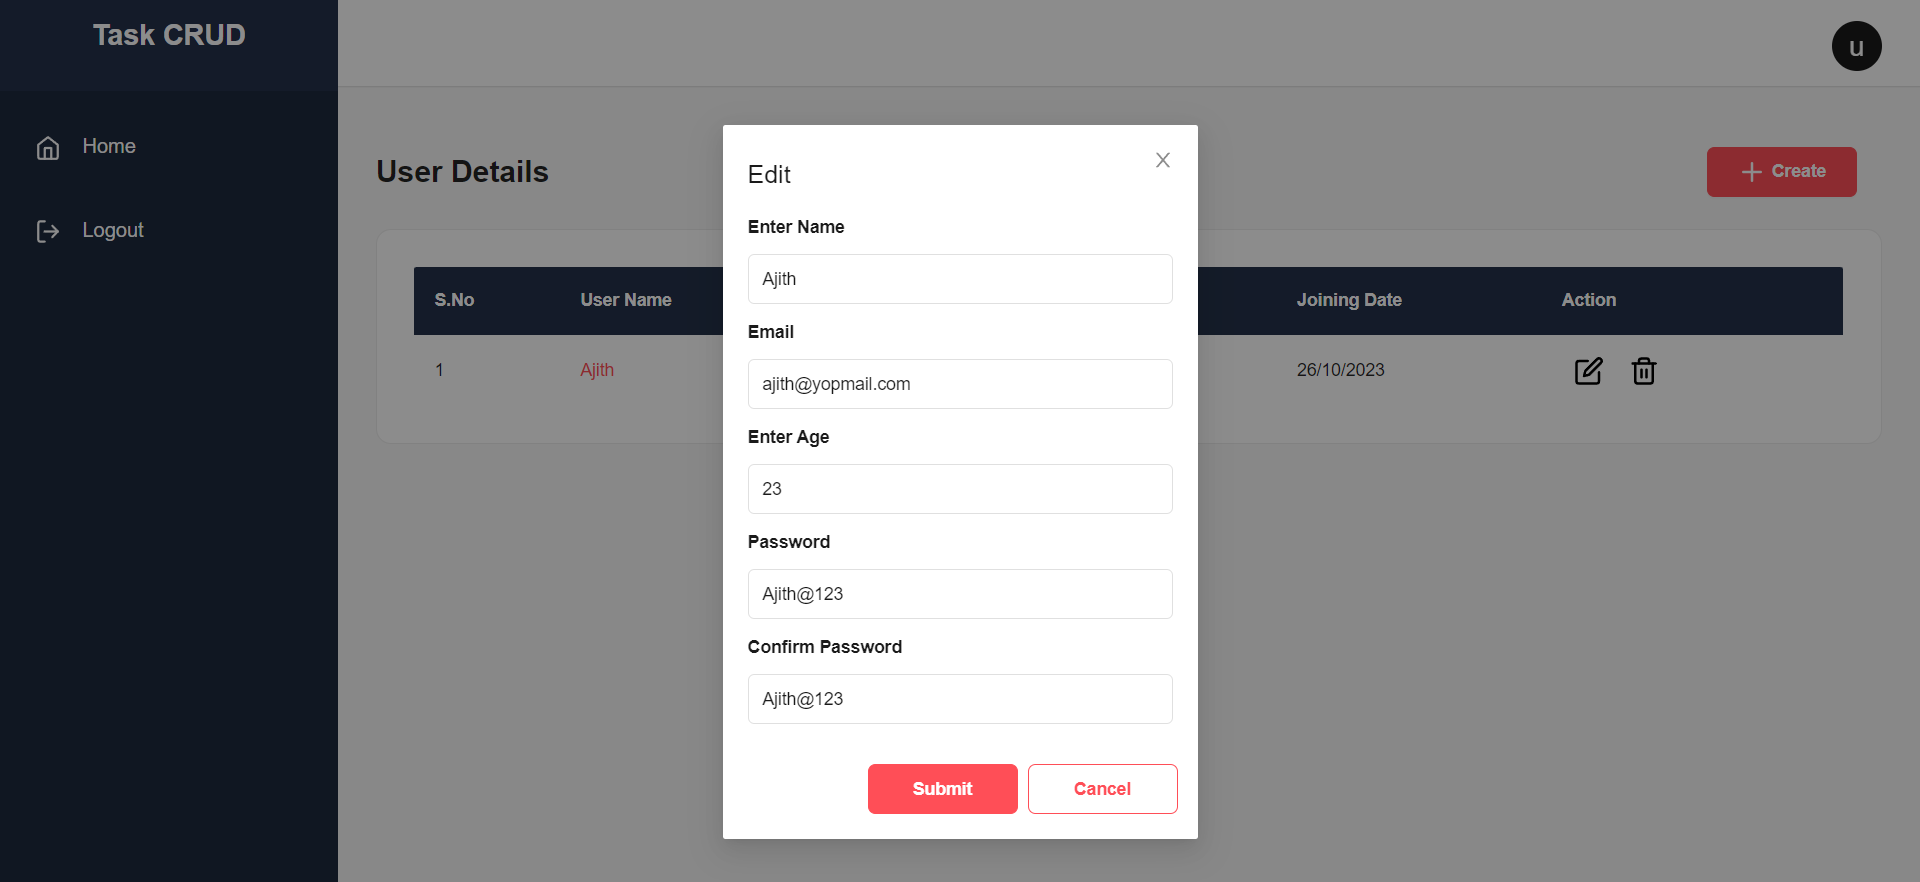 Task CRUD
u
Home
Logout
User Details
Create
S.No User Name Joining Date Action
1 Ajith 26/10/2023
Edit
Enter Name
Ajith
Email
ajith@yopmail.com
Enter Age
23
Password
Ajith@123
Confirm Password
Ajith@123
Submit Cancel